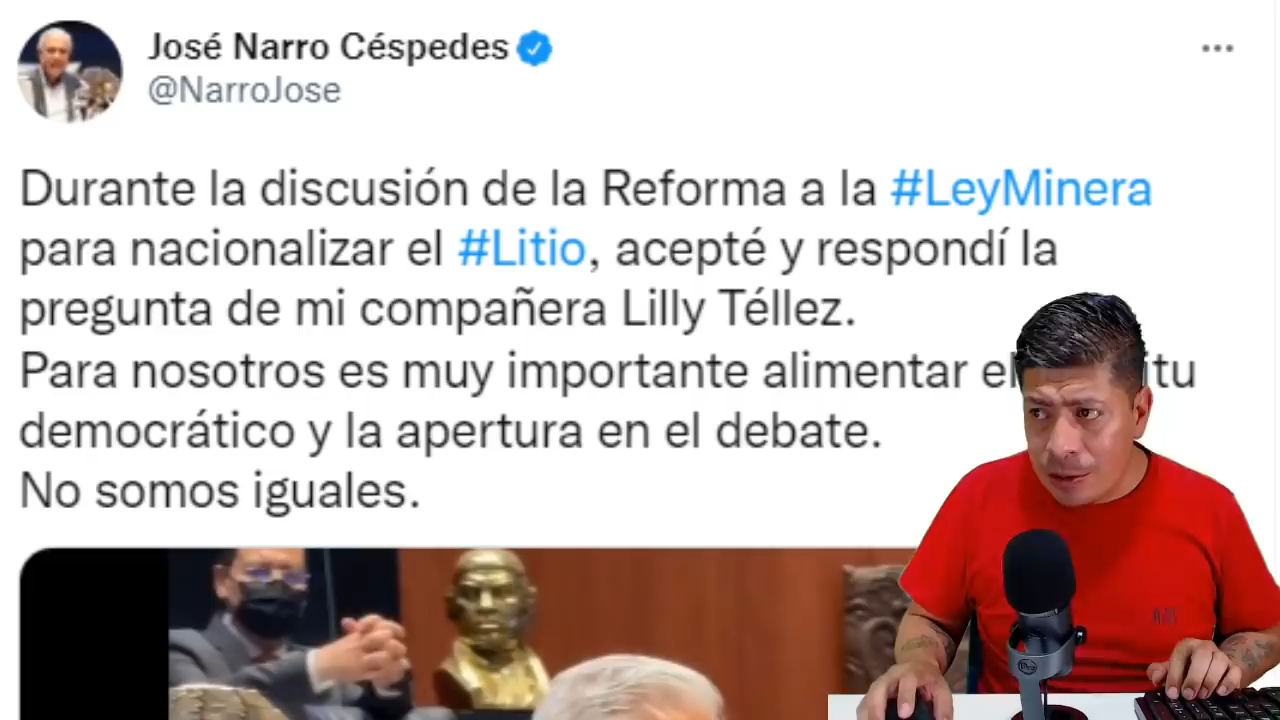 José Narro Céspedes
@NarroJose
Durante la discusión de la Reforma a la #LeyMinera
para nacionalizar el #Litio, acepté y respondí la
pregunta de mi compañera Lilly Téllez.
Para nosotros es muy importante alimentar el
democrático y la apertura en el debate.
No somos iguales.